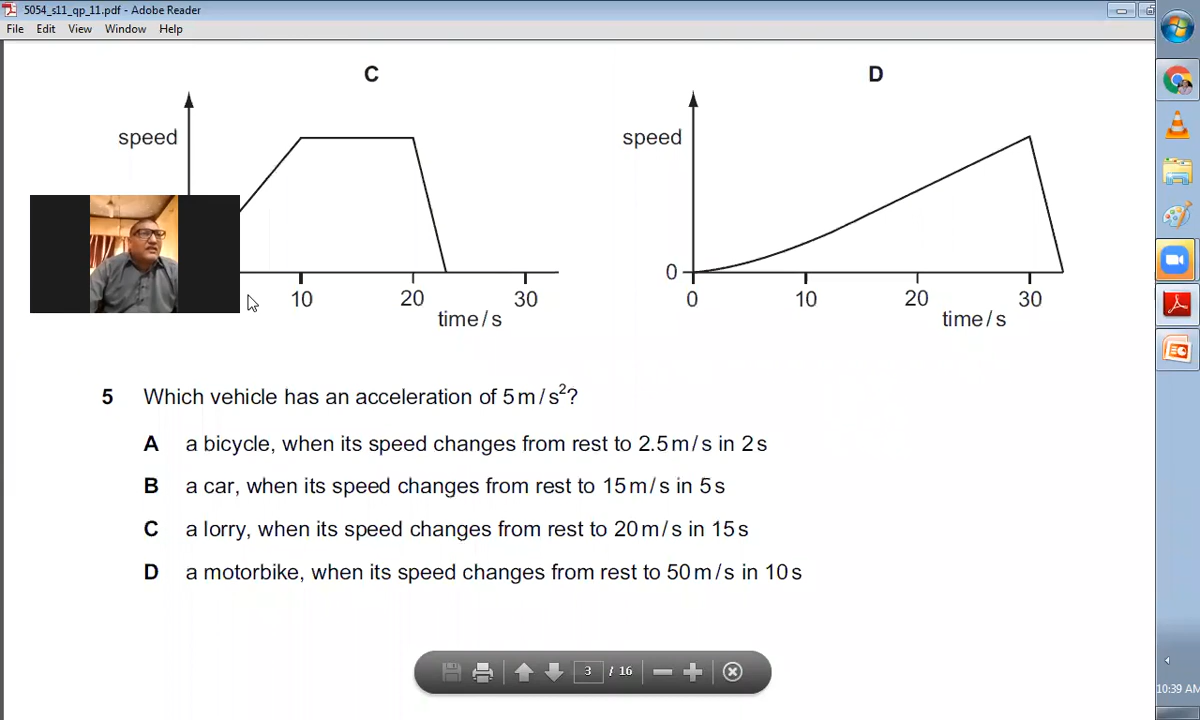 5054_s11_qp_11.pdf - Adobe Reader
File Edit View Window Help
C
D
speed
speed
0
10 20 30
0 10 20 30
time / s
time / s
5 Which vehicle has an acceleration of 5 m / s²?
A a bicycle, when its speed changes from rest to 2.5 m / s in 2 s
B a car, when its speed changes from rest to 15 m / s in 5 s
C a lorry, when its speed changes from rest to 20 m / s in 15 s
D a motorbike, when its speed changes from rest to 50 m / s in 10 s
3 / 16
10:39 AM